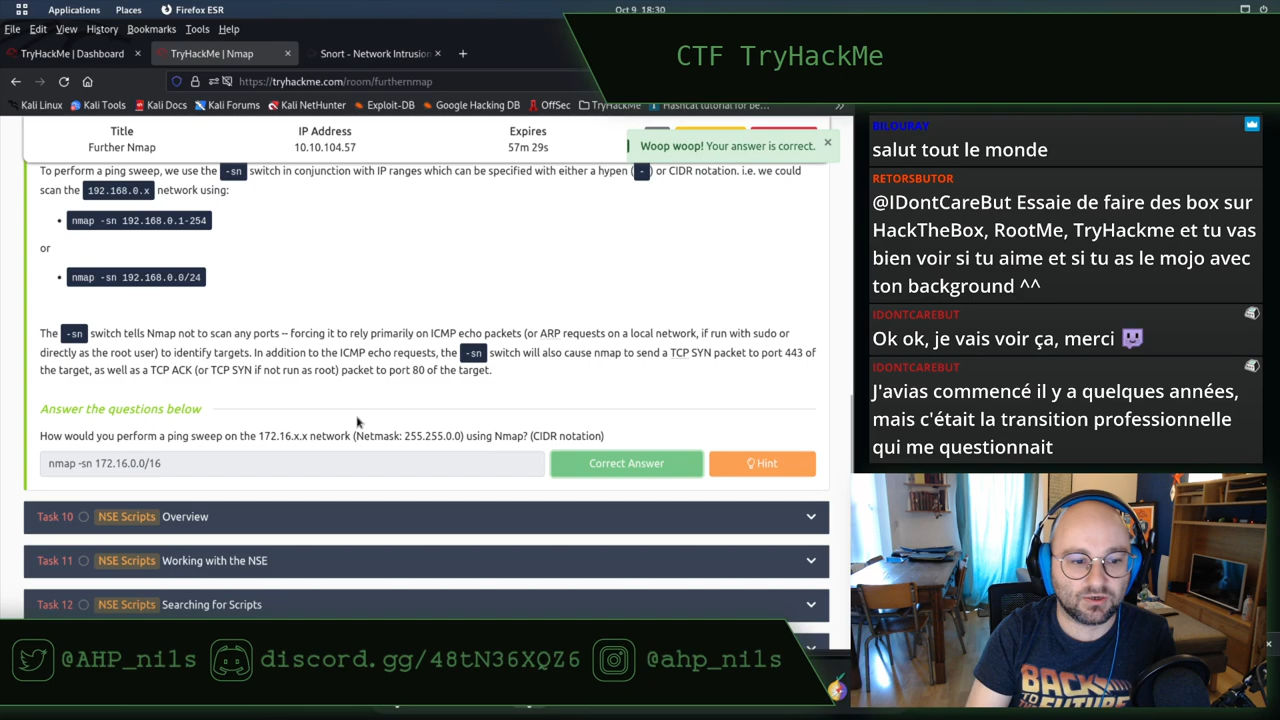 Applications Places Firefox ESR
Oct 9 18:30
File Edit View History Bookmarks Tools Help
TryHackMe | Dashboard × TryHackMe | Nmap × Snort - Network Intrusion × +
https://tryhackme.com/room/furthernmap
Kali Linux Kali Tools Kali Docs Kali Forums Kali NetHunter Exploit-DB Google Hacking DB OffSec TryHackMe Hashcat tutorial for be… »
Title IP Address Expires
Further Nmap 10.10.104.57 57m 29s
Woop woop! Your answer is correct. ×
To perform a ping sweep, we use the -sn switch in conjunction with IP ranges which can be specified with either a hypen ( - ) or CIDR notation. i.e. we could
scan the 192.168.0.x network using:
• nmap -sn 192.168.0.1-254
or
• nmap -sn 192.168.0.0/24
The -sn switch tells Nmap not to scan any ports -- forcing it to rely primarily on ICMP echo packets (or ARP requests on a local network, if run with sudo or
directly as the root user) to identify targets. In addition to the ICMP echo requests, the -sn switch will also cause nmap to send a TCP SYN packet to port 443 of
the target, as well as a TCP ACK (or TCP SYN if not run as root) packet to port 80 of the target.
Answer the questions below
How would you perform a ping sweep on the 172.16.x.x network (Netmask: 255.255.0.0) using Nmap? (CIDR notation)
nmap -sn 172.16.0.0/16
Correct Answer
Hint
Task 10 NSE Scripts Overview
Task 11 NSE Scripts Working with the NSE
Task 12 NSE Scripts Searching for Scripts
CTF TryHackMe
BILOURAY
salut tout le monde
RETORSBUTOR
@IDontCareBut Essaie de faire des box sur
HackTheBox, RootMe, TryHackme et tu vas
bien voir si tu aime et si tu as le mojo avec
ton background ^^
IDONTCAREBUT
Ok ok, je vais voir ça, merci
IDONTCAREBUT
J'avias commencé il y a quelques années,
mais c'était la transition professionelle
qui me questionnait
BACK
TO THE
FUTURE
@AHP_nils discord.gg/48tN36XQZ6 @ahp_nils